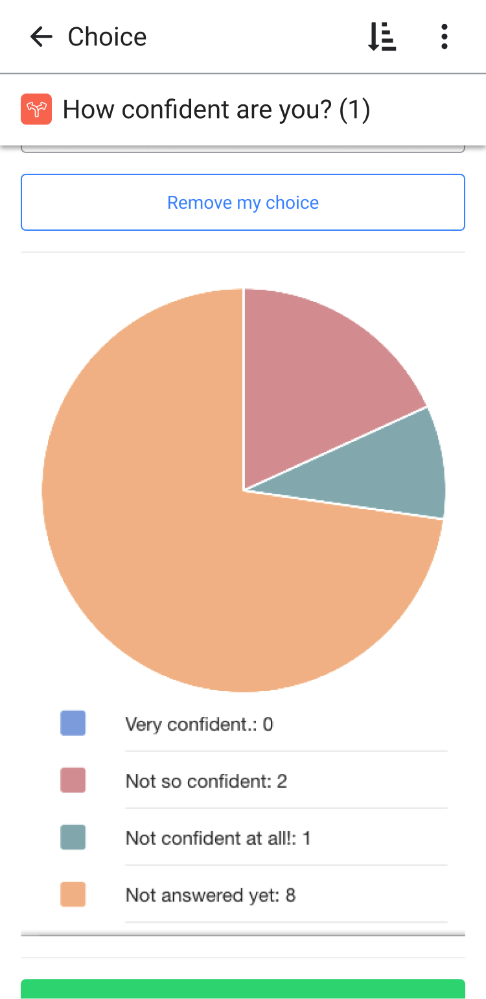 Choice
How confident are you? (1)
Remove my choice
Very confident.: 0
Not so confident: 2
Not confident at all!: 1
Not answered yet: 8